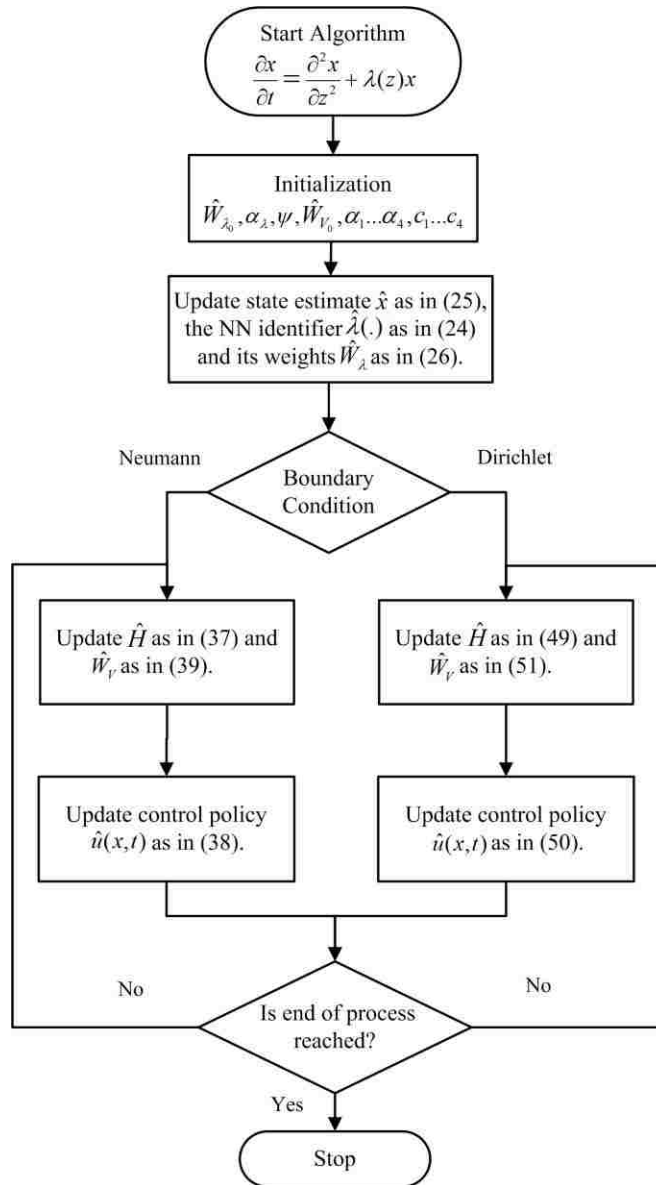 Start Algorithm
∂x/∂t = ∂²x/∂z² + λ(z)x
Initialization
Ŵ_λ₀, α_λ, ψ, Ŵ_V₀, α₁...α₄, c₁...c₄
Update state estimate x̂ as in (25),
the NN identifier λ̂(.) as in (24)
and its weights Ŵ_λ as in (26).
Neumann
Dirichlet
Boundary
Condition
Update Ĥ as in (37) and
Ŵ_V as in (39).
Update Ĥ as in (49) and
Ŵ_V as in (51).
Update control policy
û(x,t) as in (38).
Update control policy
û(x,t) as in (50).
No
No
Is end of process
reached?
Yes
Stop